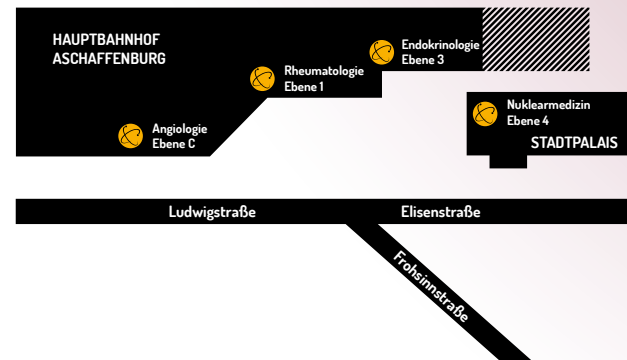 HAUPTBAHNHOF
ASCHAFFENBURG
Endokrinologie
Ebene 3
Rheumatologie
Ebene 1
Angiologie
Ebene C
Nuklearmedizin
Ebene 4
STADTPALAIS
Ludwigstraße
Elisenstraße
Frohsinnstraße